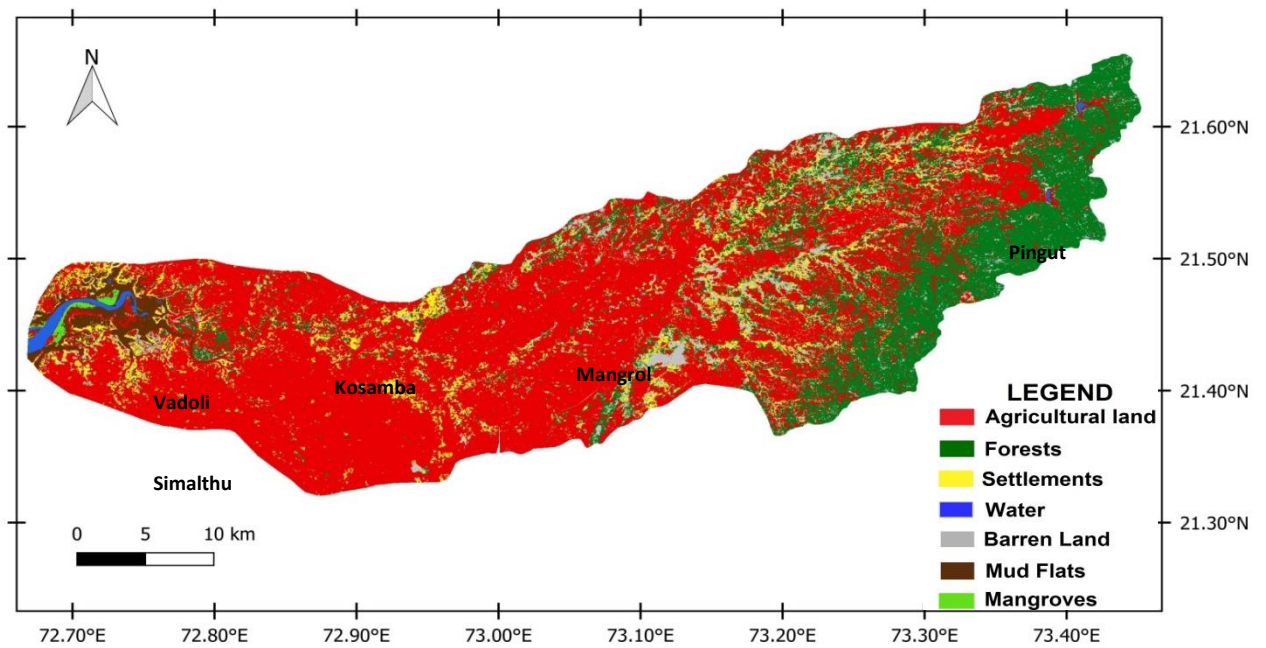 N
21.60°N
Pingut
21.50°N
Mangrol
Kosamba
Vadoli
21.40°N
LEGEND
Agricultural land
Forests
Settlements
Simalthu
Water
21.30°N
0 5 10 km
Barren Land
Mud Flats
Mangroves
72.70°E 72.80°E 72.90°E 73.00°E 73.10°E 73.20°E 73.30°E 73.40°E